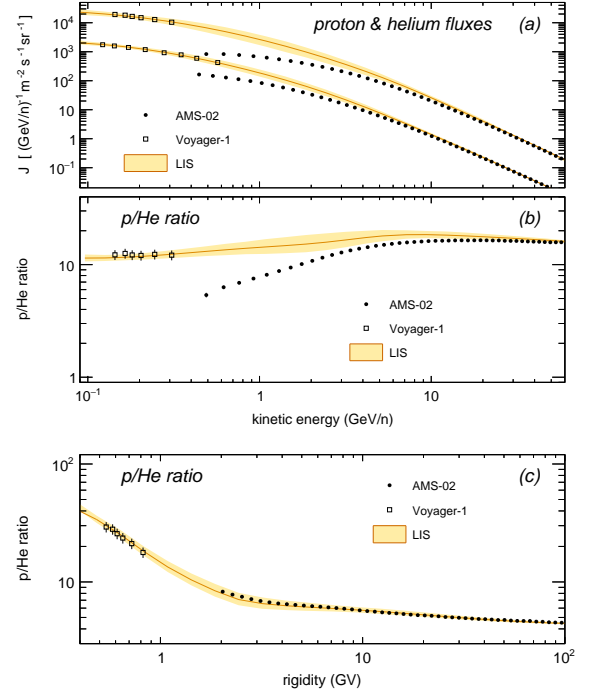 proton & helium fluxes (a)
J [ (GeV/n)⁻¹ m⁻² s⁻¹ sr⁻¹ ]
10⁴
10³
10²
10
1
10⁻¹
AMS-02
Voyager-1
LIS
p/He ratio (b)
p/He ratio
10
1
AMS-02
Voyager-1
LIS
10⁻¹ 1 10
kinetic energy (GeV/n)
p/He ratio (c)
p/He ratio
10²
10
AMS-02
Voyager-1
LIS
1 10 10²
rigidity (GV)